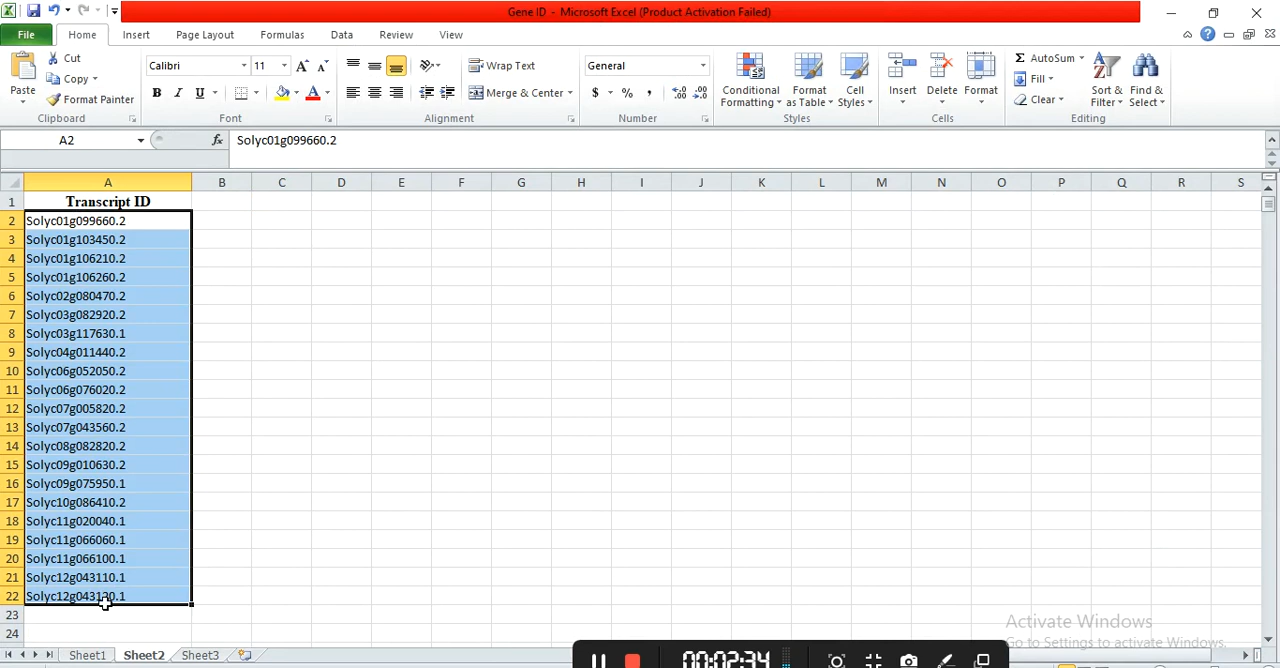 Gene ID - Microsoft Excel (Product Activation Failed)
File Home Insert Page Layout Formulas Data Review View
Paste
Cut
Copy
Format Painter
Clipboard
Calibri 11
B I U
Font
Wrap Text
Merge & Center
Alignment
General
$ % ,
Number
Conditional Formatting
Format as Table
Cell Styles
Styles
Insert Delete Format
Cells
Σ AutoSum
Fill
Clear
Sort & Filter
Find & Select
Editing
A2 fx Solyc01g099660.2
A B C D E F G H I J K L M N O P Q R S
1 Transcript ID
2 Solyc01g099660.2
3 Solyc01g103450.2
4 Solyc01g106210.2
5 Solyc01g106260.2
6 Solyc02g080470.2
7 Solyc03g082920.2
8 Solyc03g117630.1
9 Solyc04g011440.2
10 Solyc06g052050.2
11 Solyc06g076020.2
12 Solyc07g005820.2
13 Solyc07g043560.2
14 Solyc08g082820.2
15 Solyc09g010630.2
16 Solyc09g075950.1
17 Solyc10g086410.2
18 Solyc11g020040.1
19 Solyc11g066060.1
20 Solyc11g066100.1
21 Solyc12g043110.1
22 Solyc12g043120.1
23
24
Activate Windows
Go to Settings to activate Windows.
Sheet1 Sheet2 Sheet3
00:02:34